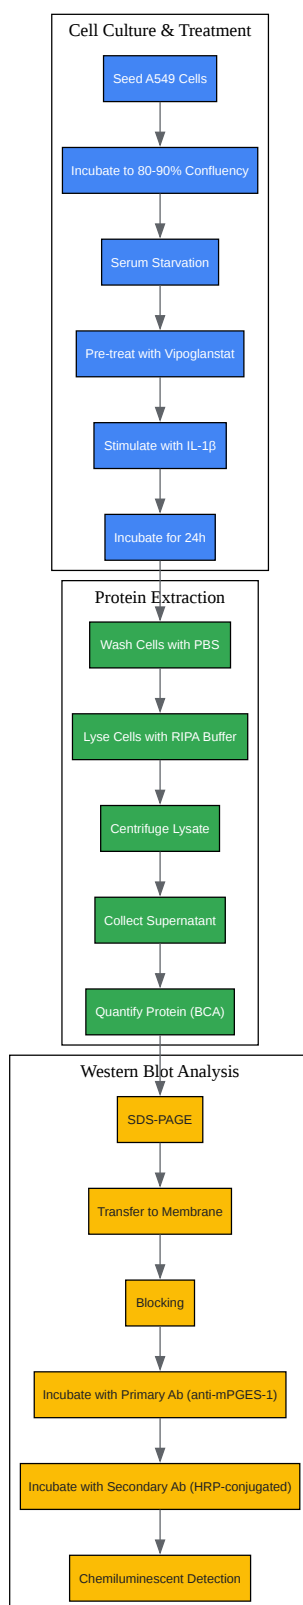 Cell Culture & Treatment
Seed A549 Cells
Incubate to 80-90% Confluency
Serum Starvation
Pre-treat with Vipoglanstat
Stimulate with IL-1β
Incubate for 24h
Protein Extraction
Wash Cells with PBS
Lyse Cells with RIPA Buffer
Centrifuge Lysate
Collect Supernatant
Quantify Protein (BCA)
Western Blot Analysis
SDS-PAGE
Transfer to Membrane
Blocking
Incubate with Primary Ab (anti-mPGES-1)
Incubate with Secondary Ab (HRP-conjugated)
Chemiluminescent Detection